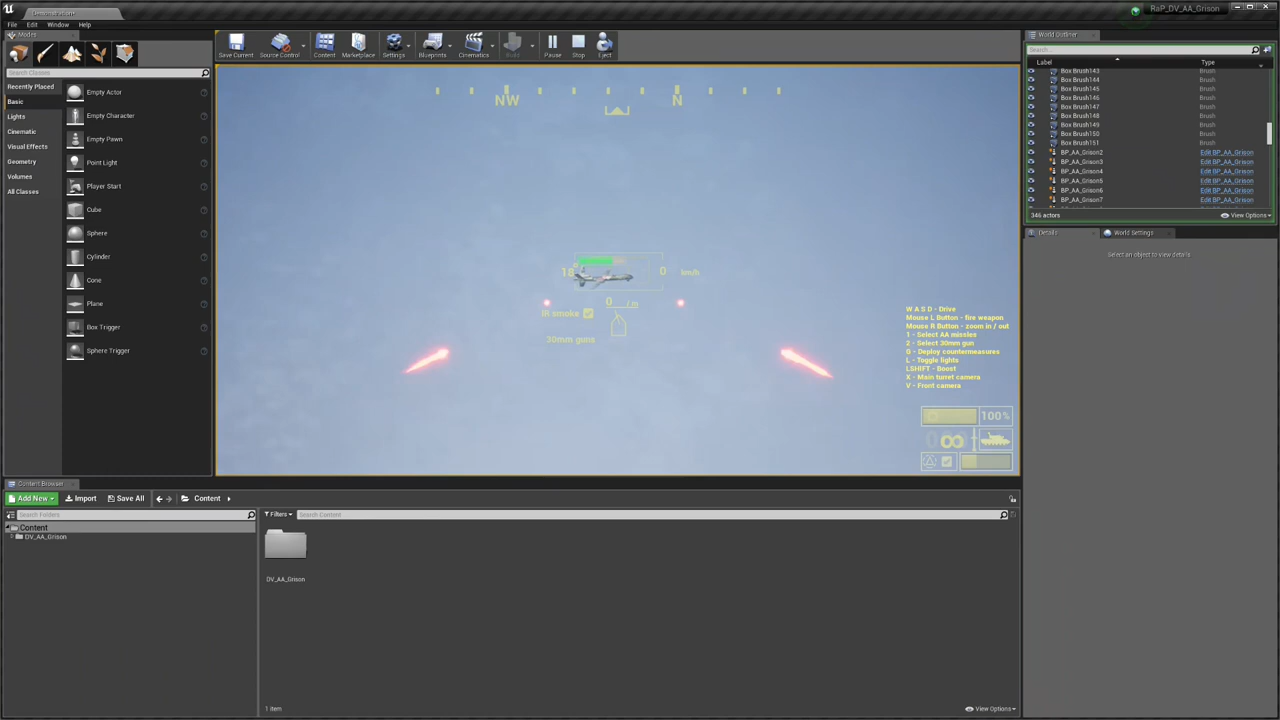 Demonstration
RaP_DV_AA_Grison
File Edit Window Help
Modes
Search Classes
Recently Placed
Basic
Lights
Cinematic
Visual Effects
Geometry
Volumes
All Classes
Empty Actor
Empty Character
Empty Pawn
Point Light
Player Start
Cube
Sphere
Cylinder
Cone
Plane
Box Trigger
Sphere Trigger
Save Current Source Control Content Marketplace Settings Blueprints Cinematics Build Pause Stop Eject
NW N
0 km/h
0 / m
IR smoke
30mm guns
W A S D - Drive
Mouse L Button - fire weapon
Mouse R Button - zoom in / out
1 - Select AA missles
2 - Select 30mm gun
B - Deploy countermeasures
L - Toggle lights
LSHIFT - Boost
X - Main turret camera
V - Front camera
100%
World Outliner
Search...
Label Type
Box Brush143 Brush
Box Brush144 Brush
Box Brush145 Brush
Box Brush146 Brush
Box Brush147 Brush
Box Brush148 Brush
Box Brush149 Brush
Box Brush150 Brush
Box Brush151 Brush
BP_AA_Grison2 Edit BP_AA_Grison
BP_AA_Grison3 Edit BP_AA_Grison
BP_AA_Grison4 Edit BP_AA_Grison
BP_AA_Grison5 Edit BP_AA_Grison
BP_AA_Grison6 Edit BP_AA_Grison
BP_AA_Grison7 Edit BP_AA_Grison
346 actors View Options
Details World Settings
Select an object to view details.
Content Browser
Add New Import Save All Content
Search Folders
Content
DV_AA_Grison
Filters Search Content
DV_AA_Grison
1 item View Options